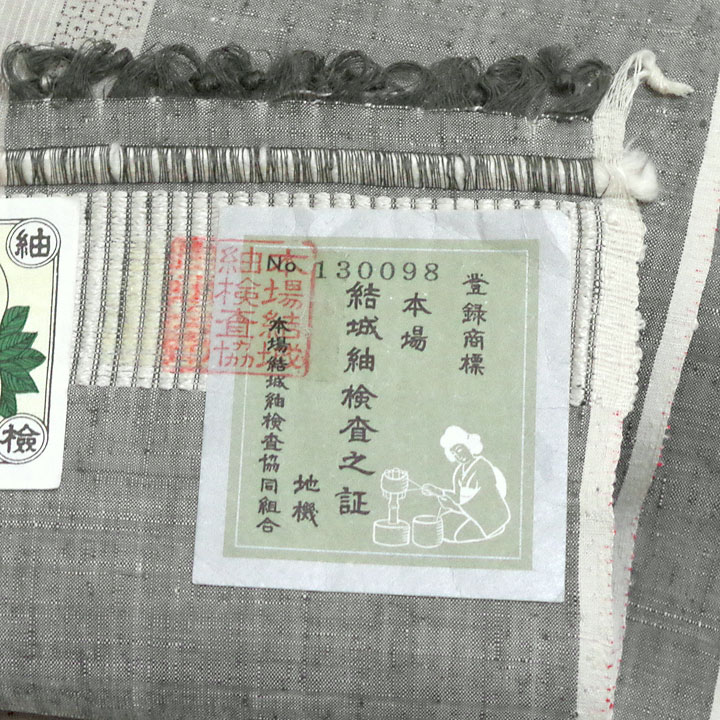 No. 130098
登録商標
本場
結城紬検査之証
地機
本場結城紬検査協同組合
本場結城
紬検査協
紬
検